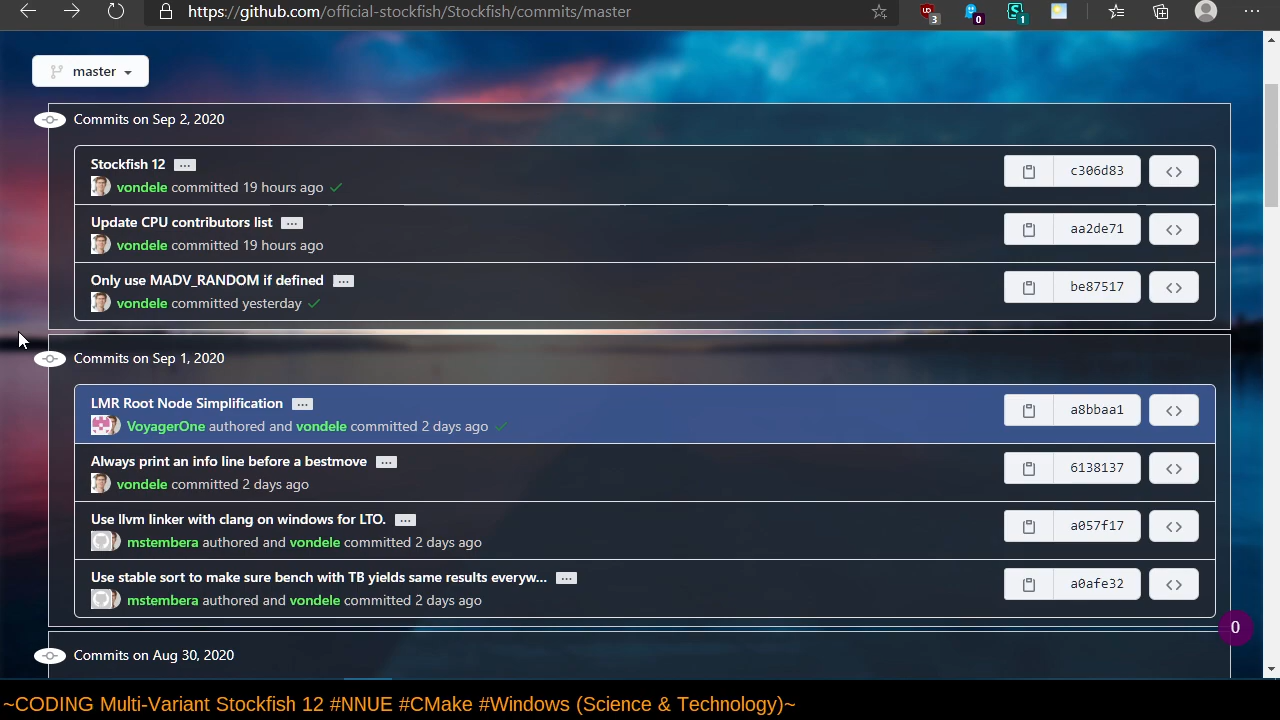 https://github.com/official-stockfish/Stockfish/commits/master
3
0
1
master
Commits on Sep 2, 2020
Stockfish 12 ...
vondele committed 19 hours ago
c306d83
Update CPU contributors list ...
vondele committed 19 hours ago
aa2de71
Only use MADV_RANDOM if defined ...
vondele committed yesterday
be87517
Commits on Sep 1, 2020
LMR Root Node Simplification ...
VoyagerOne authored and vondele committed 2 days ago
a8bbaa1
Always print an info line before a bestmove ...
vondele committed 2 days ago
6138137
Use llvm linker with clang on windows for LTO. ...
mstembera authored and vondele committed 2 days ago
a057f17
Use stable sort to make sure bench with TB yields same results everyw... ...
mstembera authored and vondele committed 2 days ago
a0afe32
0
Commits on Aug 30, 2020
~CODING Multi-Variant Stockfish 12 #NNUE #CMake #Windows (Science & Technology)~